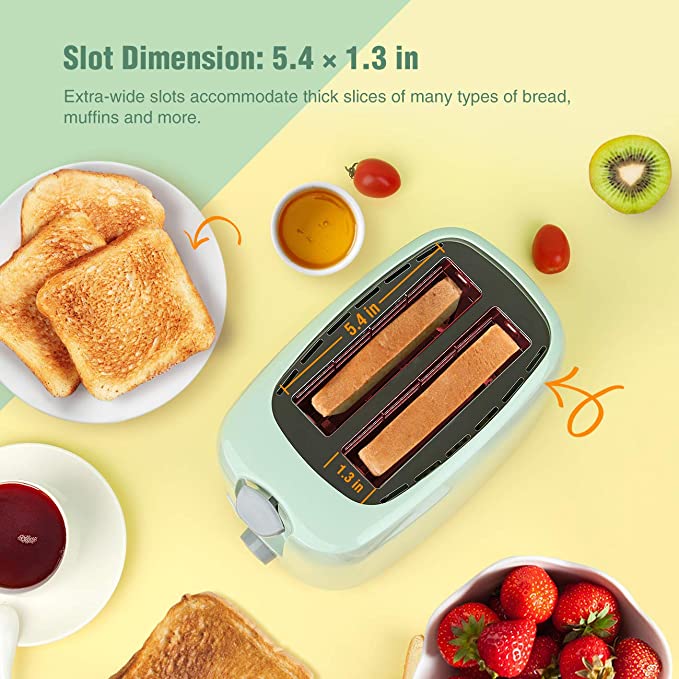 Slot Dimension: 5.4 × 1.3 in
Extra-wide slots accommodate thick slices of many types of bread,
muffins and more.
5.4 in
1.3 in